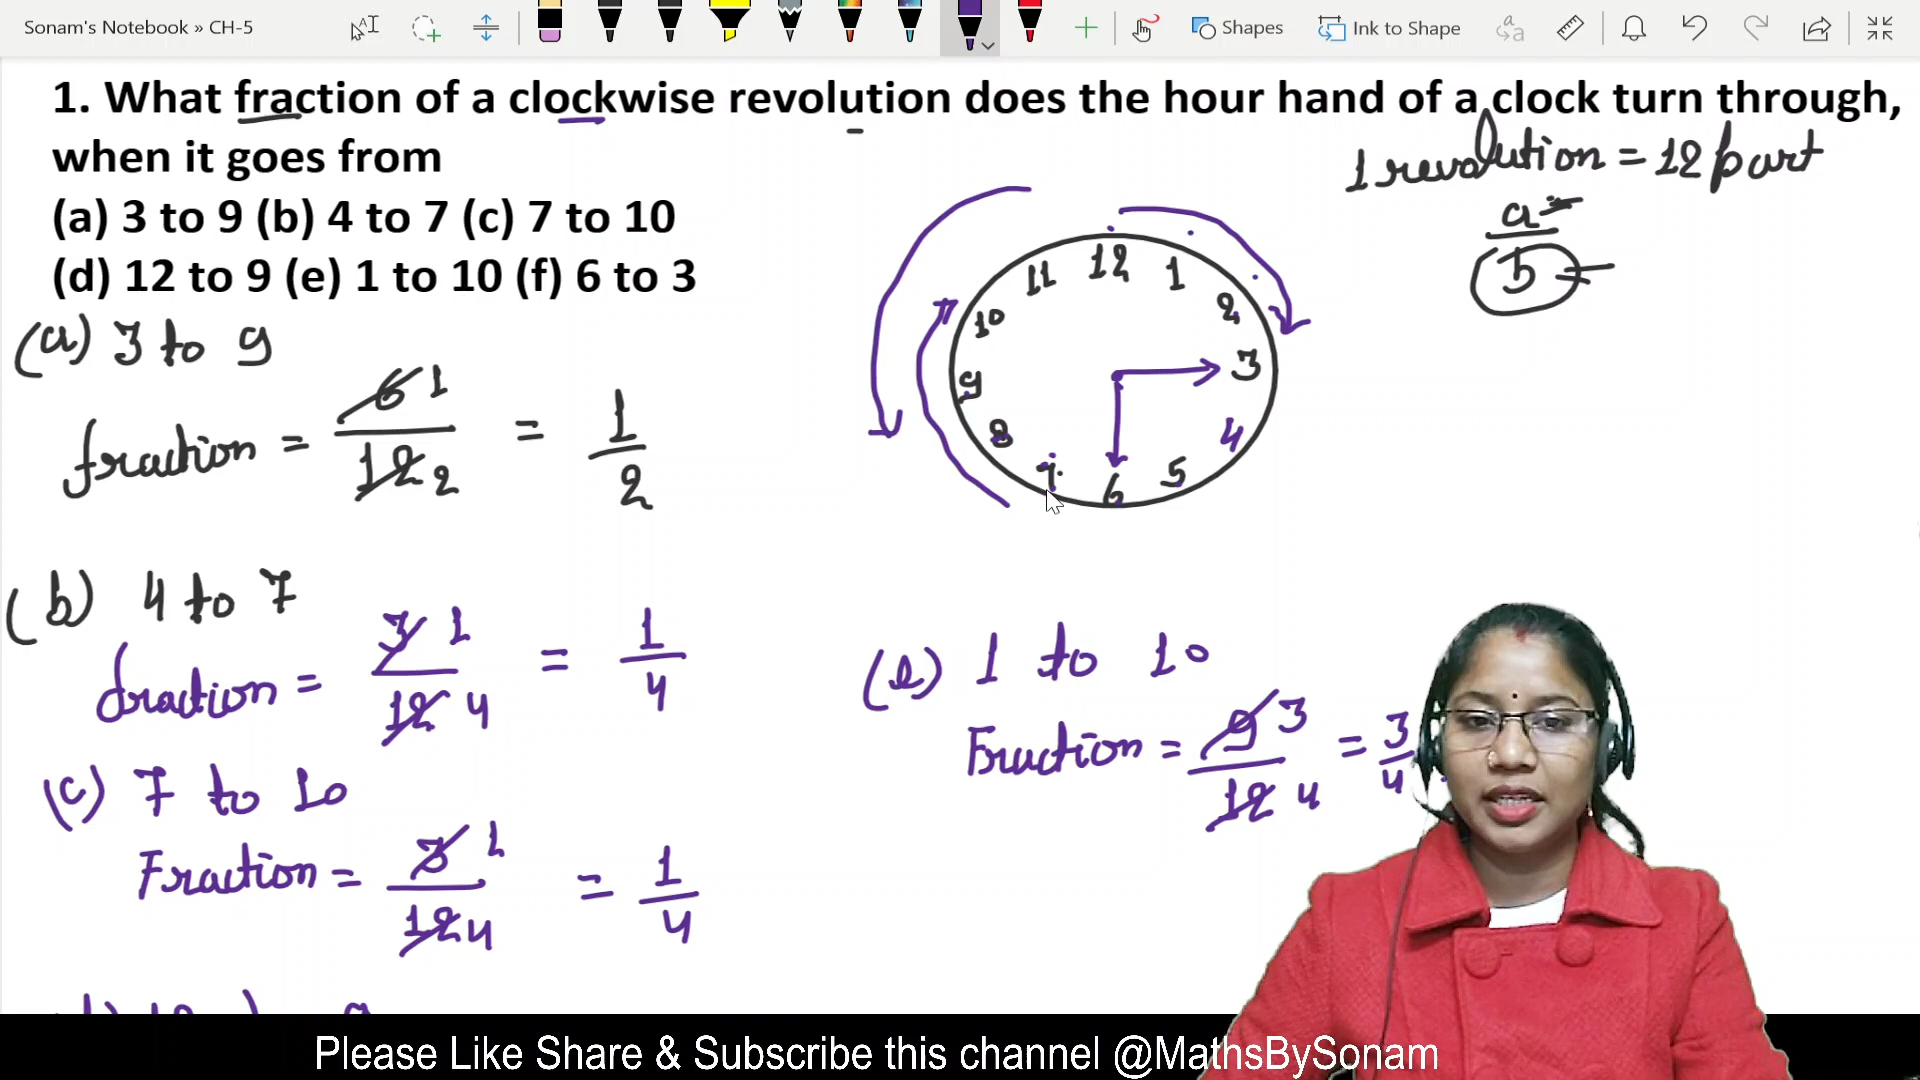 Sonam's Notebook » CH-5
Shapes
Ink to Shape
1. What fraction of a clockwise revolution does the hour hand of a clock turn through,
when it goes from
(a) 3 to 9 (b) 4 to 7 (c) 7 to 10
(d) 12 to 9 (e) 1 to 10 (f) 6 to 3
1 revolution = 12 part
a
b
12 1 2 3 4 5 6 7 8 9 10 11
(a) 3 to 9
fraction = 6 1 / 12 2 = 1/2
(b) 4 to 7
fraction = 3 1 / 12 4 = 1/4
(c) 7 to 10
Fraction = 3 1 / 12 4 = 1/4
(e) 1 to 10
Fraction = 9 3 / 12 4 = 3/4
Please Like Share & Subscribe this channel @MathsBySonam